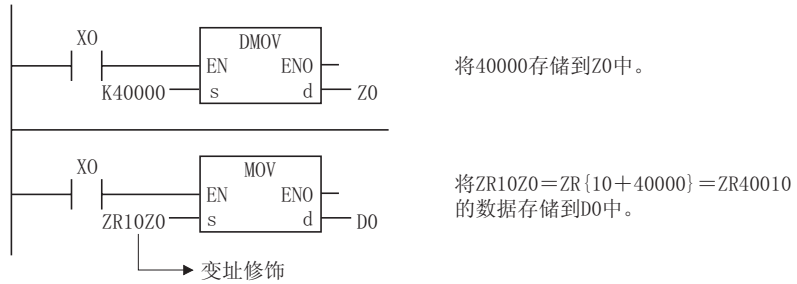 X0
DMOV
EN ENO
K40000 s d Z0
将40000存储到Z0中。
X0
MOV
EN ENO
ZR10Z0 s d D0
将ZR10Z0＝ZR{10＋40000}＝ZR40010
的数据存储到D0中。
变址修饰